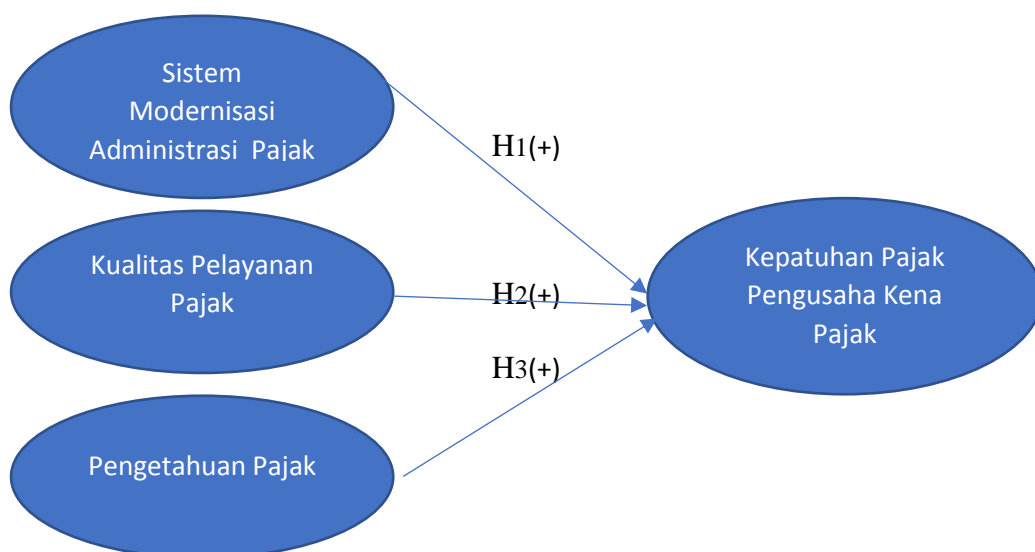 Sistem
Modernisasi
Administrasi Pajak
H1(+)
Kualitas Pelayanan
Pajak
H2(+)
Kepatuhan Pajak
Pengusaha Kena
Pajak
H3(+)
Pengetahuan Pajak